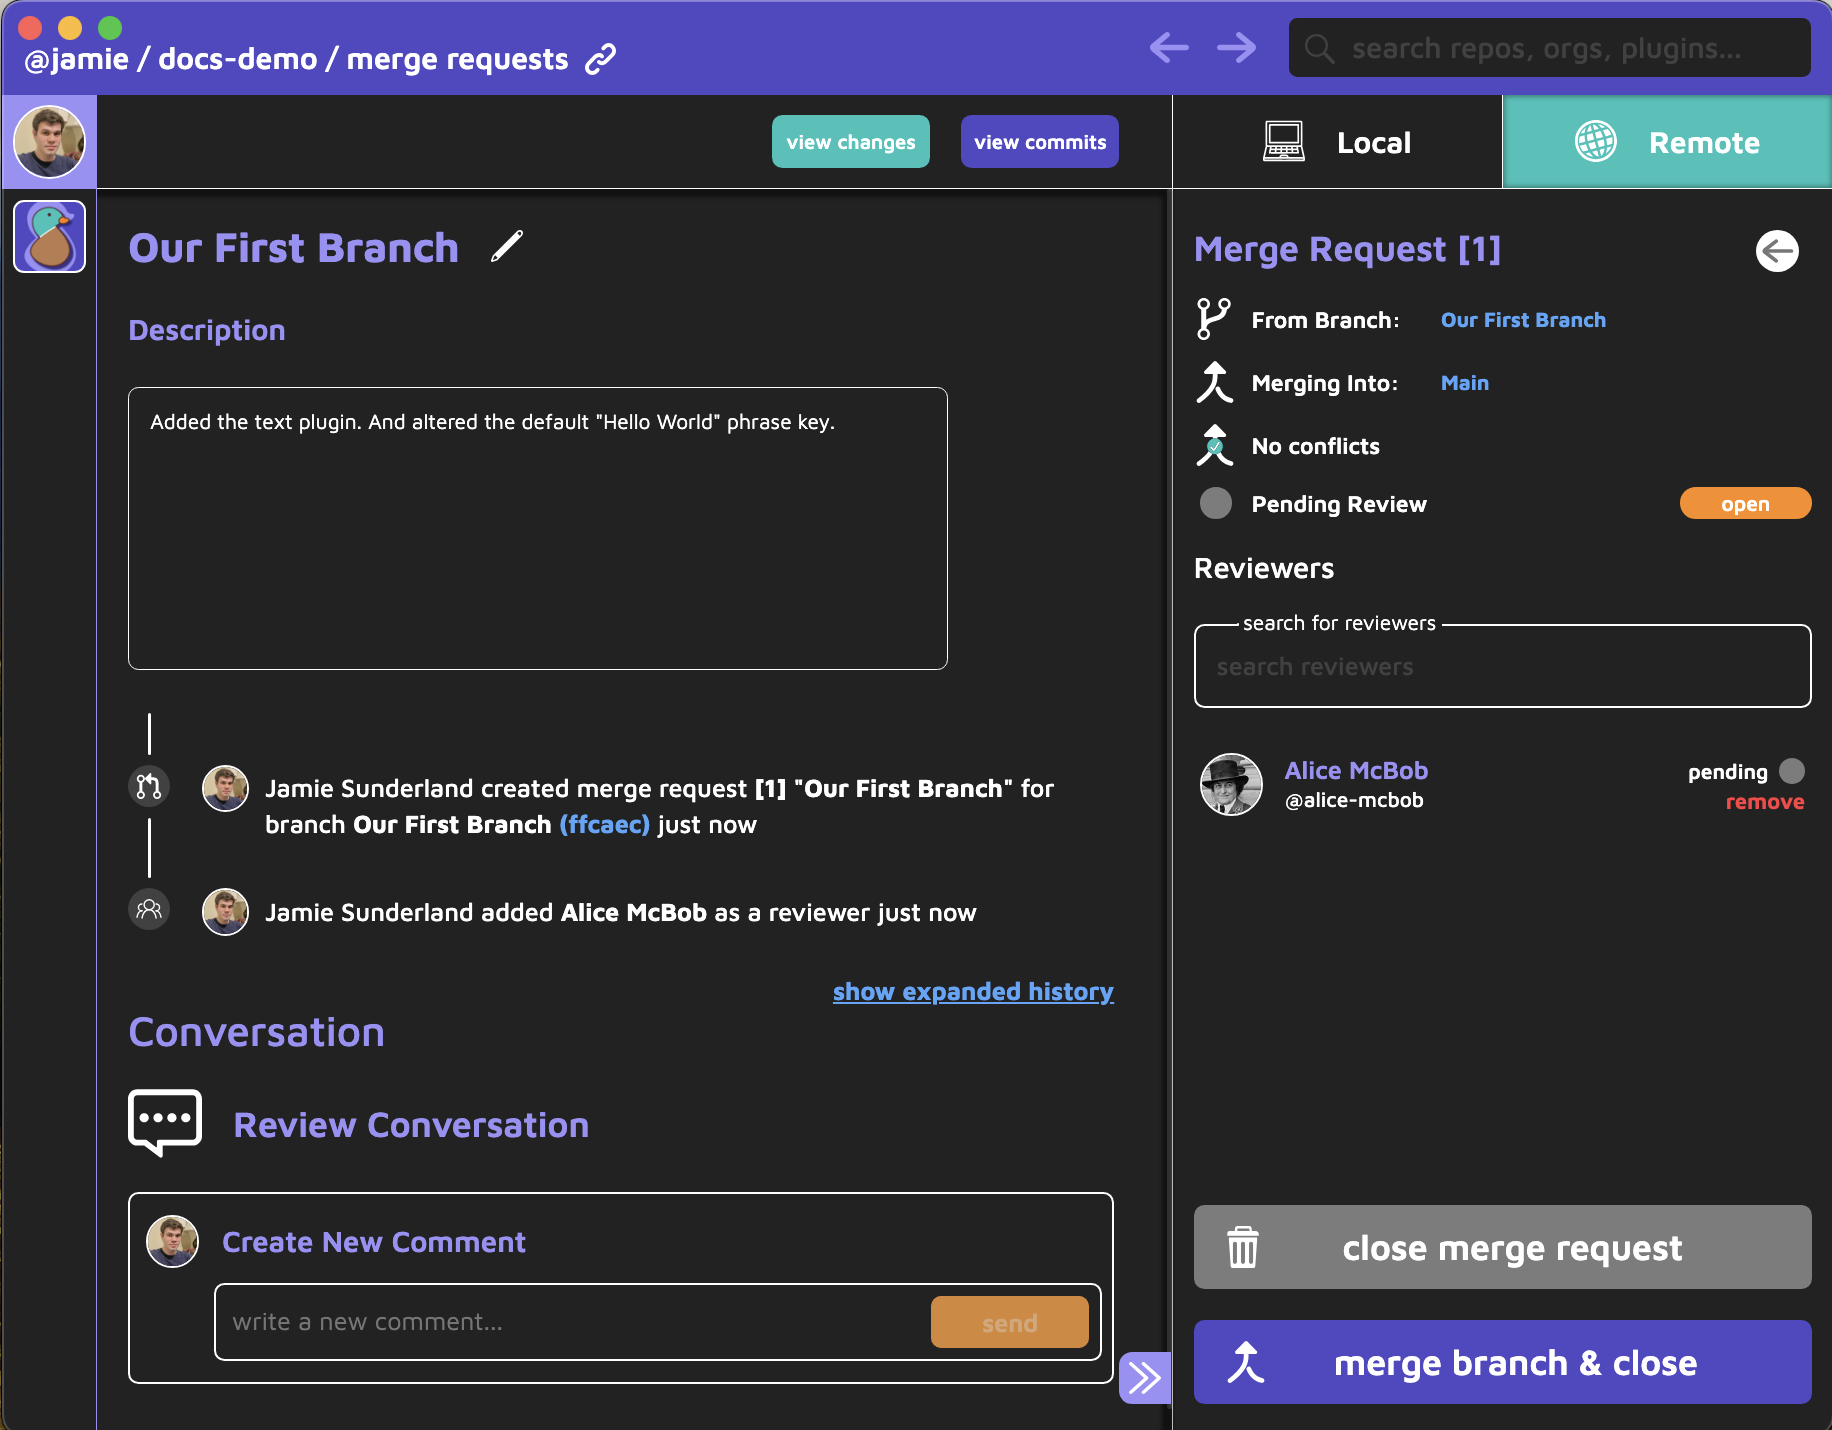 @jamie / docs-demo / merge requests
search repos, orgs, plugins...
view changes
view commits
Local
Remote
Our First Branch
Description
Added the text plugin. And altered the default "Hello World" phrase key.
Jamie Sunderland created merge request [1] "Our First Branch" for
branch Our First Branch (ffcaec) just now
Jamie Sunderland added Alice McBob as a reviewer just now
show expanded history
Conversation
Review Conversation
Create New Comment
write a new comment...
send
Merge Request [1]
From Branch: Our First Branch
Merging Into: Main
No conflicts
Pending Review
open
Reviewers
search for reviewers
search reviewers
Alice McBob
@alice-mcbob
pending
remove
close merge request
merge branch & close